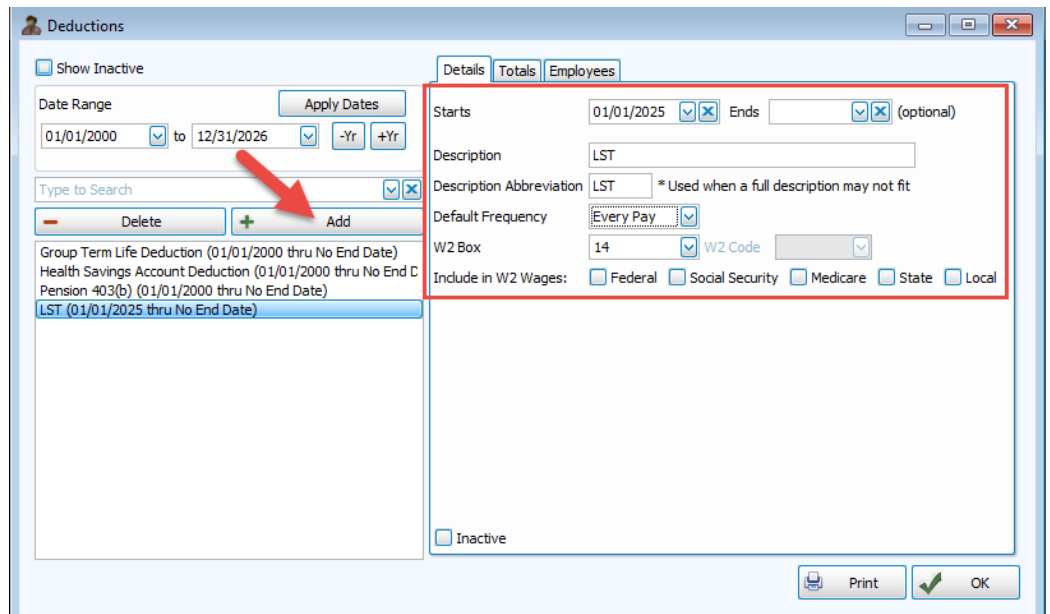 Deductions
Show Inactive
Date Range
Apply Dates
01/01/2000 to 12/31/2026 -Yr +Yr
Type to Search
Delete
Add
Group Term Life Deduction (01/01/2000 thru No End Date)
Health Savings Account Deduction (01/01/2000 thru No End D
Pension 403(b) (01/01/2000 thru No End Date)
LST (01/01/2025 thru No End Date)
Details Totals Employees
Starts 01/01/2025 Ends (optional)
Description LST
Description Abbreviation LST * Used when a full description may not fit
Default Frequency Every Pay
W2 Box 14 W2 Code
Include in W2 Wages: Federal Social Security Medicare State Local
Inactive
Print OK